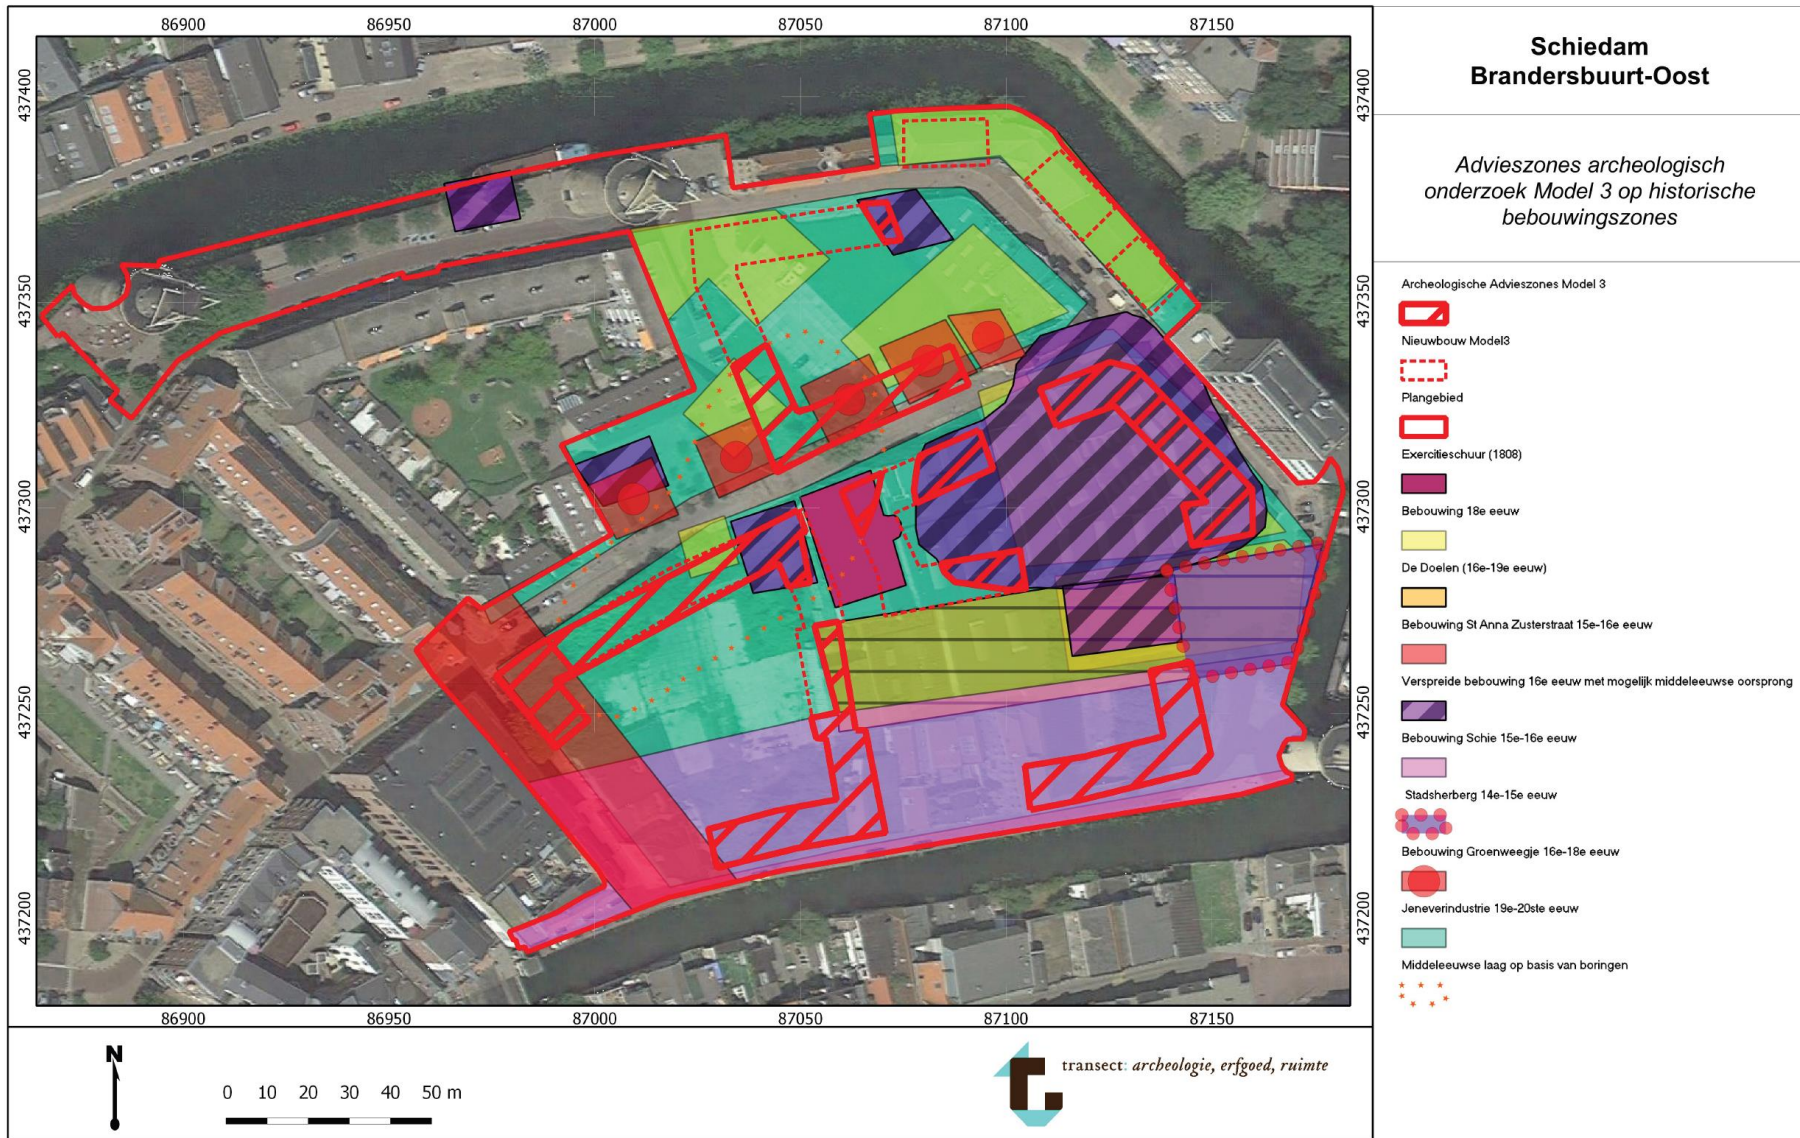 86900 86950 87000 87050 87100 87150
437400 437350 437300 437250 437200
437400 437350 437300 437250 437200
86900 86950 87000 87050 87100 87150
N
0 10 20 30 40 50 m
transect: archeologie, erfgoed, ruimte
Schiedam
Brandersbuurt-Oost
Advieszones archeologisch
onderzoek Model 3 op historische
bebouwingszones
Archeologische Advieszones Model 3
Nieuwbouw Model3
Plangebied
Exercitieschuur (1808)
Bebouwing 18e eeuw
De Doelen (16e-19e eeuw)
Bebouwing St Anna Zusterstraat 15e-16e eeuw
Verspreide bebouwing 16e eeuw met mogelijk middeleeuwse oorsprong
Bebouwing Schie 15e-16e eeuw
Stadsherberg 14e-15e eeuw
Bebouwing Groenweegje 16e-18e eeuw
Jeneverindustrie 19e-20ste eeuw
Middeleeuwse laag op basis van boringen